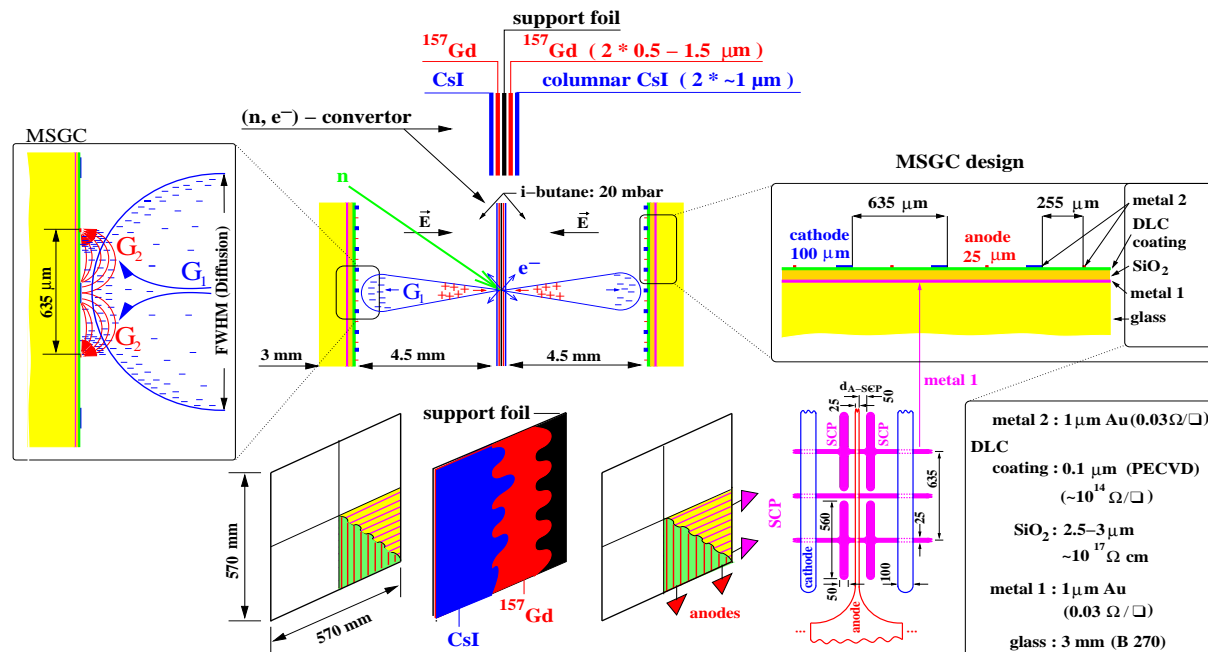 support foil
157Gd
157Gd ( 2 * 0.5 – 1.5 μm)
CsI
columnar CsI ( 2 * ~1 μm)
(n, e–) – convertor
MSGC
n
i–butane: 20 mbar
E
E
G2
G1
G2
635 μm
FWHM (Diffusion)
e–
G1
3 mm
4.5 mm
4.5 mm
MSGC design
635 μm
255 μm
metal 2
DLC
coating
SiO2
metal 1
glass
cathode
100 μm
anode
25 μm
metal 1
support foil
570 mm
570 mm
157Gd
CsI
anodes
SCP
dA–SCP
25
50
SCP
SCP
635
560
25
cathode
50
100
anode
...
...
metal 2 : 1μm Au (0.03Ω/□)
DLC
coating : 0.1 μm (PECVD)
(~10^14 Ω/□)
SiO2 : 2.5–3 μm
~10^17 Ω cm
metal 1 : 1μm Au
(0.03 Ω/□)
glass : 3 mm (B 270)